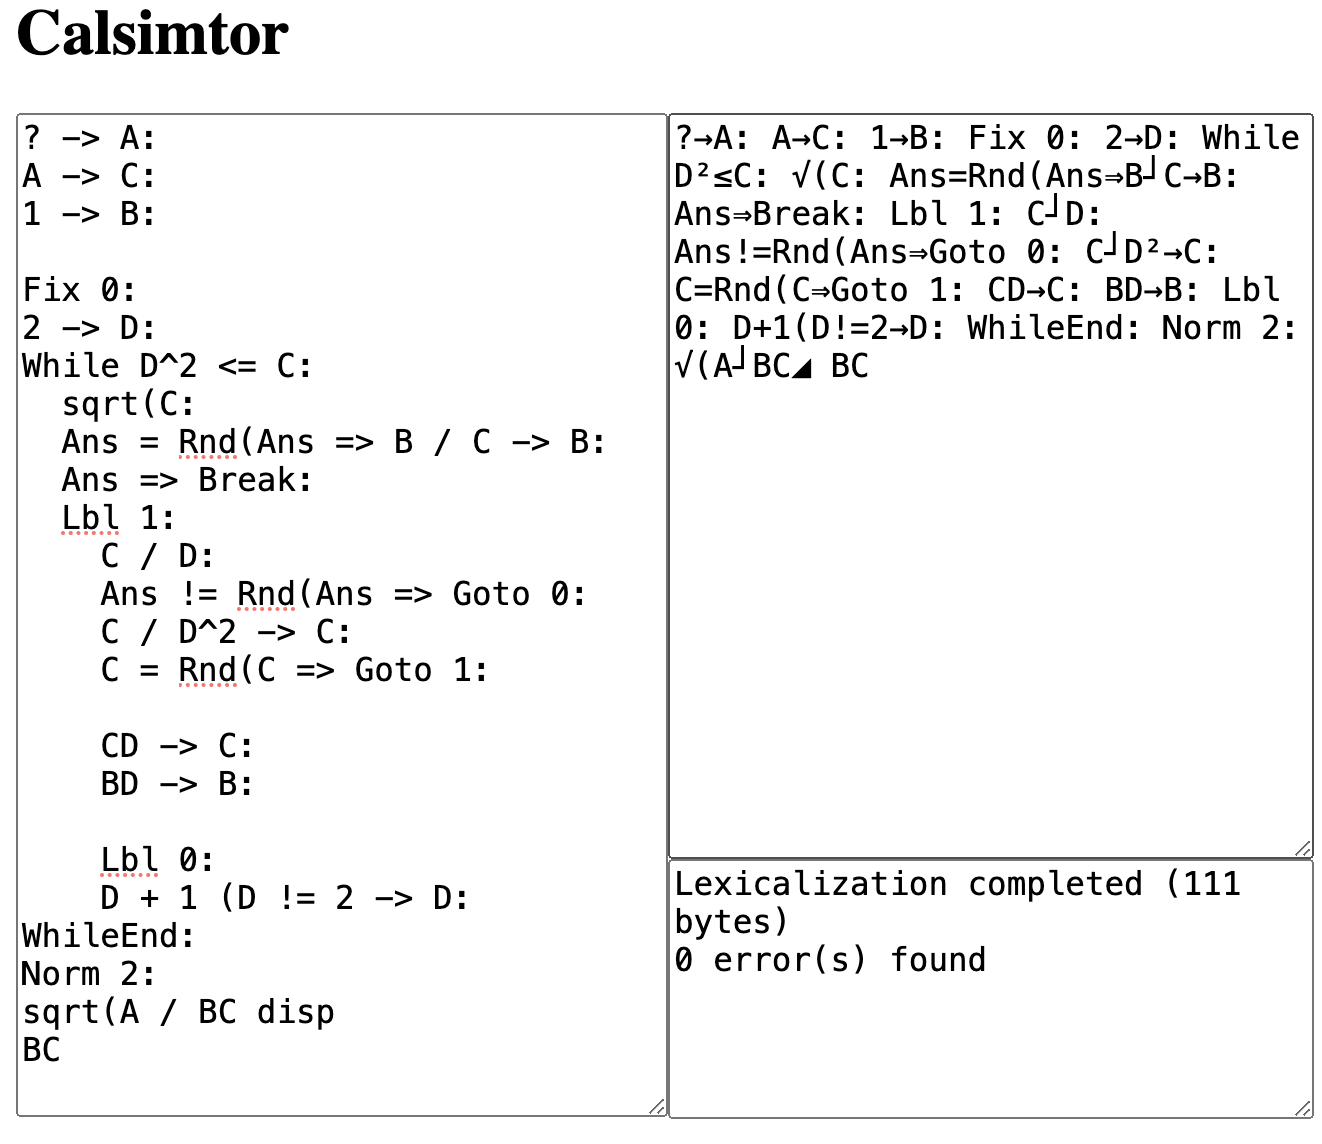 Calsimtor
? -> A:
A -> C:
1 -> B:
Fix 0:
2 -> D:
While D^2 <= C:
sqrt(C:
Ans = Rnd(Ans => B / C -> B:
Ans => Break:
Lbl 1:
C / D:
Ans != Rnd(Ans => Goto 0:
C / D^2 -> C:
C = Rnd(C => Goto 1:
CD -> C:
BD -> B:
Lbl 0:
D + 1 (D != 2 -> D:
WhileEnd:
Norm 2:
sqrt(A / BC disp
BC
?→A: A→C: 1→B: Fix 0: 2→D: While
D²≤C: √(C: Ans=Rnd(Ans⇒B┘C→B:
Ans⇒Break: Lbl 1: C┘D:
Ans!=Rnd(Ans⇒Goto 0: C┘D²→C:
C=Rnd(C⇒Goto 1: CD→C: BD→B: Lbl
0: D+1(D!=2→D: WhileEnd: Norm 2:
√(A┘BC◢ BC
Lexicalization completed (111
bytes)
0 error(s) found